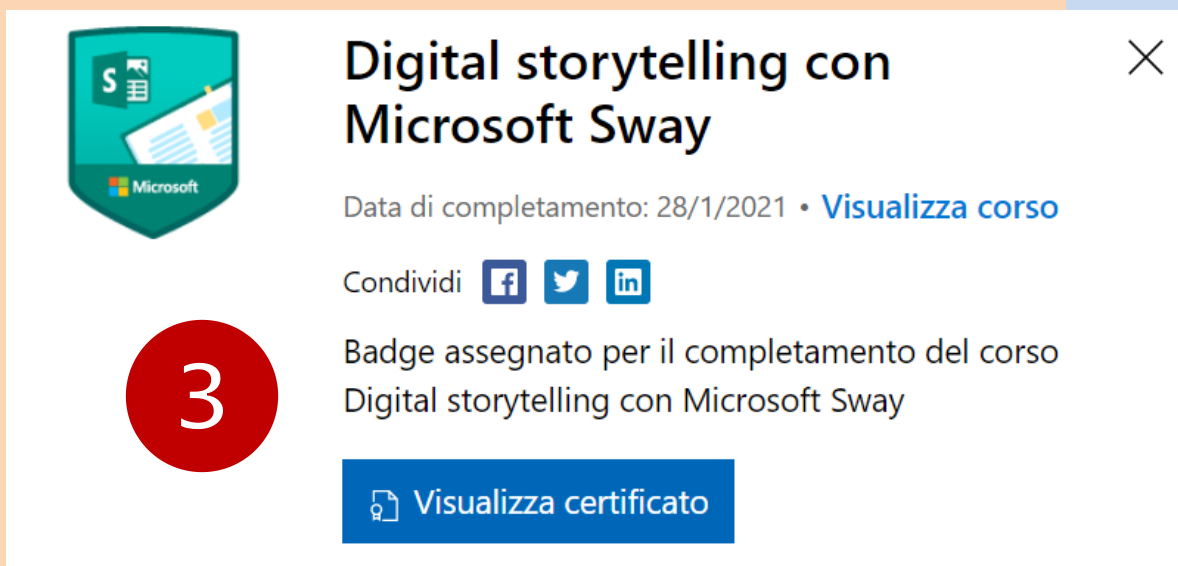 S
Microsoft
Digital storytelling con
Microsoft Sway
Data di completamento: 28/1/2021 • Visualizza corso
Condividi
3
Badge assegnato per il completamento del corso
Digital storytelling con Microsoft Sway
Visualizza certificato